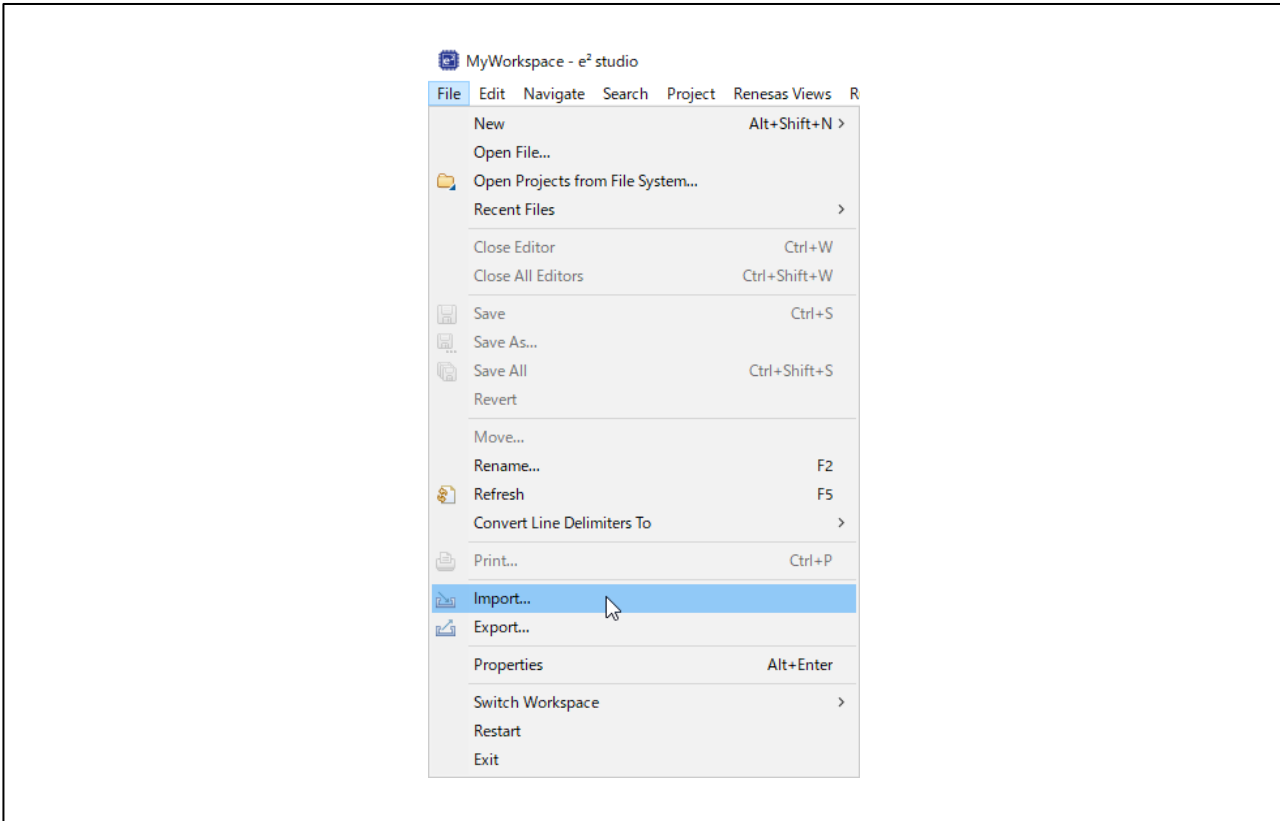 MyWorkspace - e² studio
File Edit Navigate Search Project Renesas Views R
New Alt+Shift+N >
Open File...
Open Projects from File System...
Recent Files >
Close Editor Ctrl+W
Close All Editors Ctrl+Shift+W
Save Ctrl+S
Save As...
Save All Ctrl+Shift+S
Revert
Move...
Rename... F2
Refresh F5
Convert Line Delimiters To >
Print... Ctrl+P
Import...
Export...
Properties Alt+Enter
Switch Workspace >
Restart
Exit